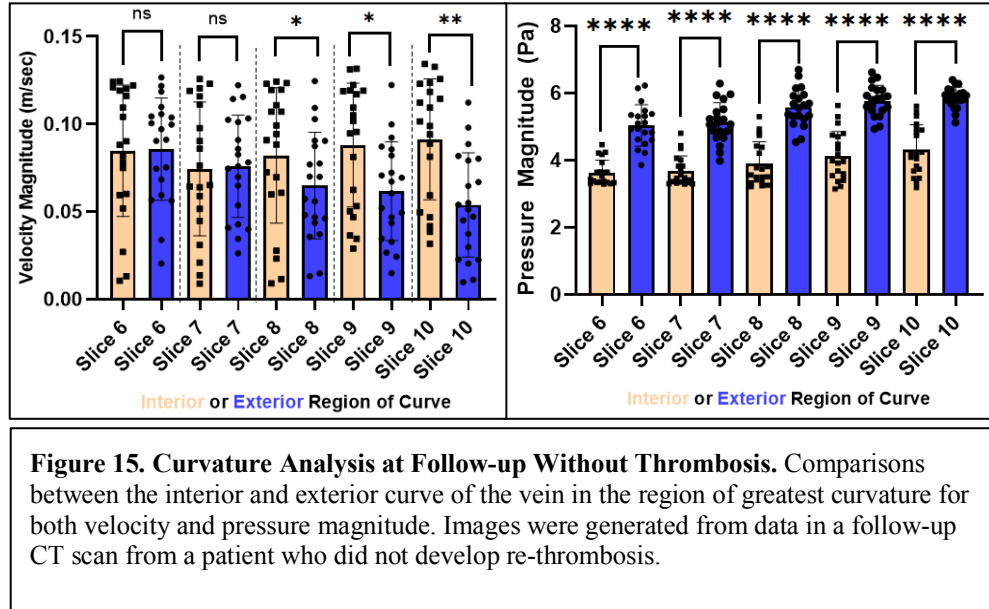 ns ns * * **
0.15
0.10
0.05
0.00
Velocity Magnitude (m/sec)
Slice 6 Slice 6 Slice 7 Slice 7 Slice 8 Slice 8 Slice 9 Slice 9 Slice 10 Slice 10
Interior or Exterior Region of Curve
**** **** **** **** ****
8
6
4
2
0
Pressure Magnitude (Pa)
Slice 6 Slice 6 Slice 7 Slice 7 Slice 8 Slice 8 Slice 9 Slice 9 Slice 10 Slice 10
Interior or Exterior Region of Curve
Figure 15. Curvature Analysis at Follow-up Without Thrombosis. Comparisons
between the interior and exterior curve of the vein in the region of greatest curvature for
both velocity and pressure magnitude. Images were generated from data in a follow-up
CT scan from a patient who did not develop re-thrombosis.